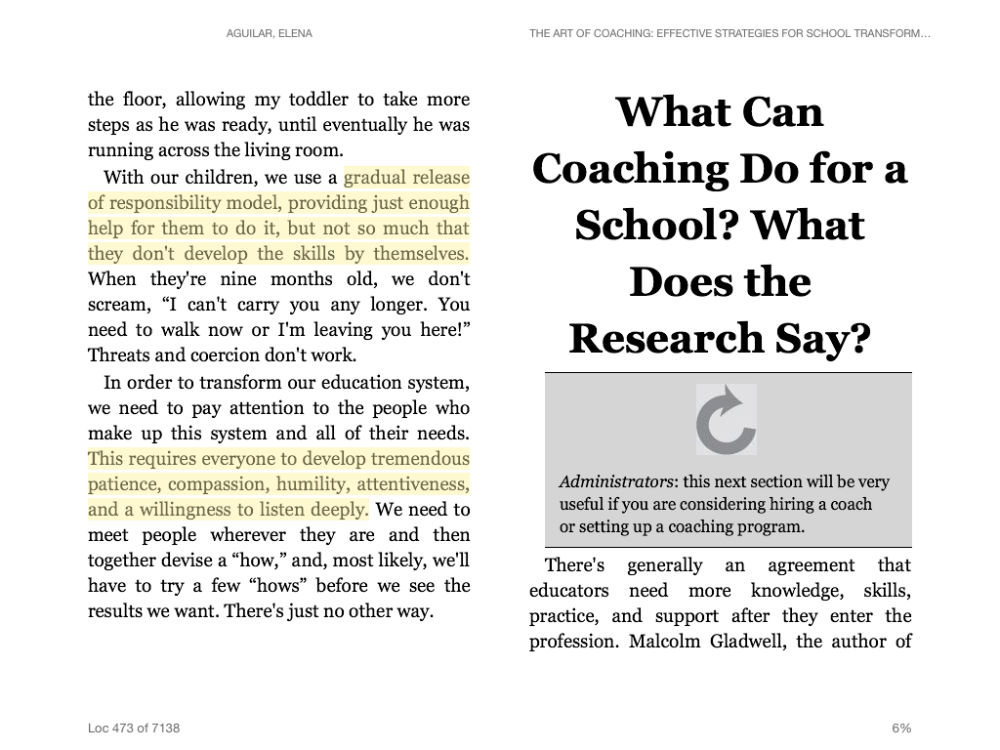 AGUILAR, ELENA
the floor, allowing my toddler to take more
steps as he was ready, until eventually he was
running across the living room.
With our children, we use a gradual release
of responsibility model, providing just enough
help for them to do it, but not so much that
they don't develop the skills by themselves.
When they're nine months old, we don't
scream, “I can't carry you any longer. You
need to walk now or I'm leaving you here!”
Threats and coercion don't work.
In order to transform our education system,
we need to pay attention to the people who
make up this system and all of their needs.
This requires everyone to develop tremendous
patience, compassion, humility, attentiveness,
and a willingness to listen deeply. We need to
meet people wherever they are and then
together devise a “how,” and, most likely, we'll
have to try a few “hows” before we see the
results we want. There's just no other way.
Loc 473 of 7138
THE ART OF COACHING: EFFECTIVE STRATEGIES FOR SCHOOL TRANSFORM…
What Can
Coaching Do for a
School? What
Does the
Research Say?
Administrators: this next section will be very
useful if you are considering hiring a coach
or setting up a coaching program.
There's generally an agreement that
educators need more knowledge, skills,
practice, and support after they enter the
profession. Malcolm Gladwell, the author of
6%